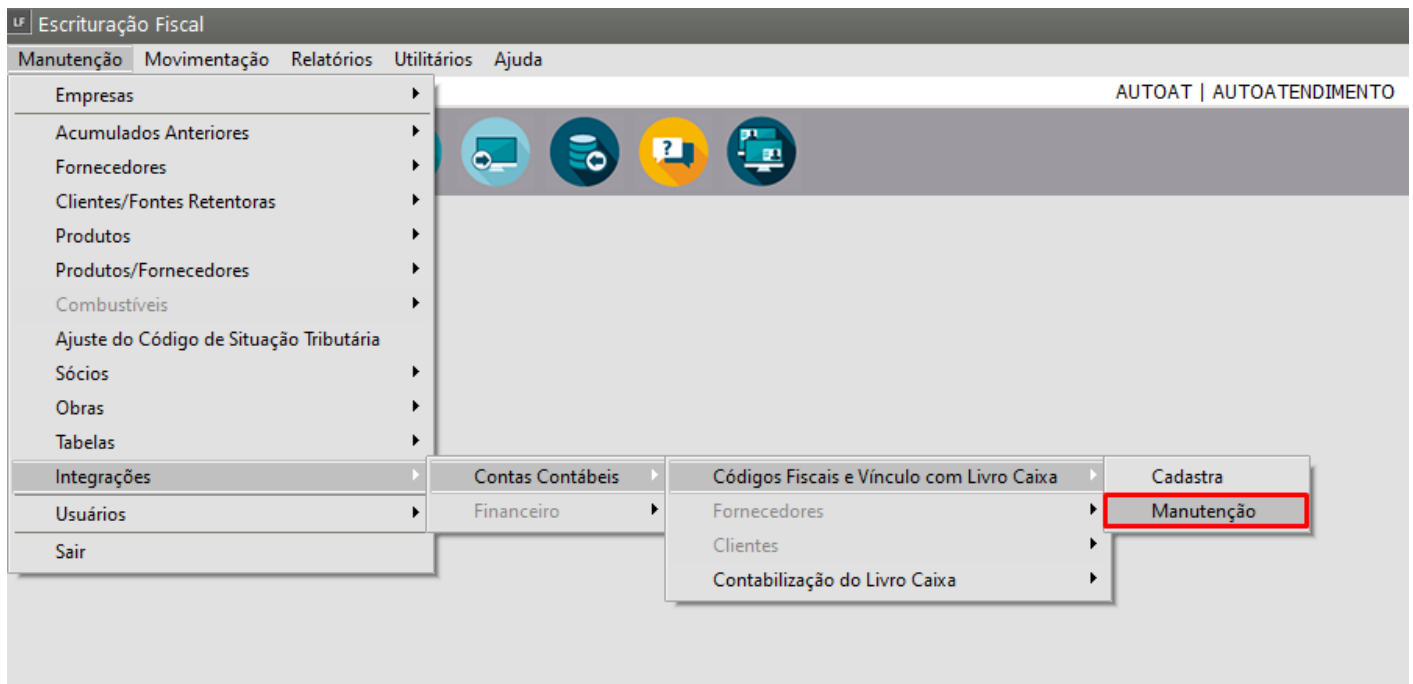 LF Escrituração Fiscal
Manutenção Movimentação Relatórios Utilitários Ajuda
AUTOAT | AUTOATENDIMENTO
Empresas
Acumulados Anteriores
Fornecedores
Clientes/Fontes Retentoras
Produtos
Produtos/Fornecedores
Combustíveis
Ajuste do Código de Situação Tributária
Sócios
Obras
Tabelas
Integrações
Usuários
Sair
Contas Contábeis
Financeiro
Códigos Fiscais e Vínculo com Livro Caixa
Fornecedores
Clientes
Contabilização do Livro Caixa
Cadastra
Manutenção
?